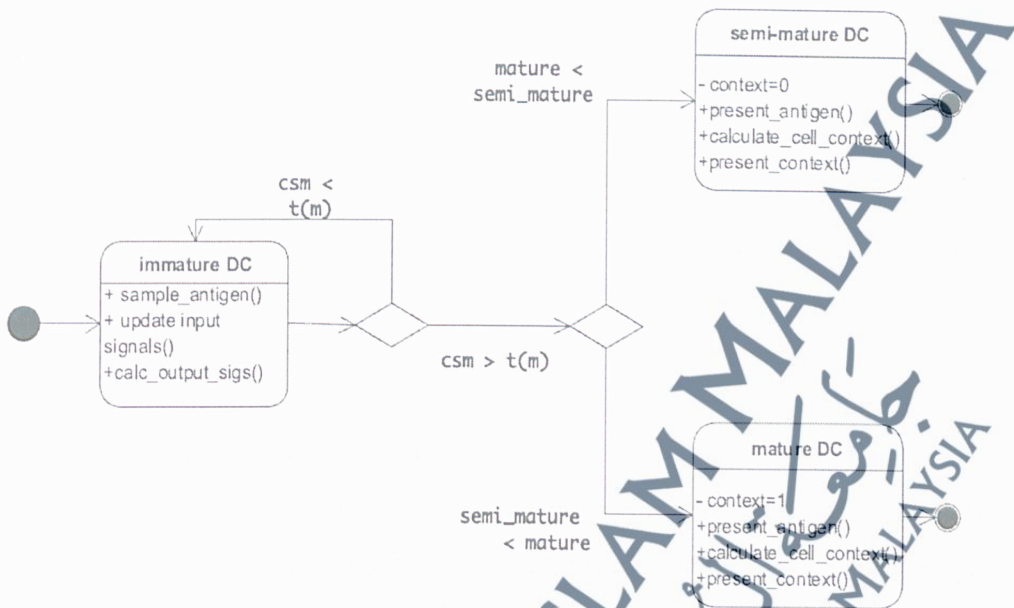 semi-mature DC
- context=0
+present_antigen()
+calculate_cell_context()
+present_context()
mature <
semi_mature
csm <
t(m)
immature DC
+ sample_antigen()
+ update input
signals()
+calc_output_sigs()
csm > t(m)
mature DC
- context=1
+present_antigen()
+calculate_cell_context()
+present_context()
semi_mature
< mature
LAM MALAYSIA
MALAYSIA